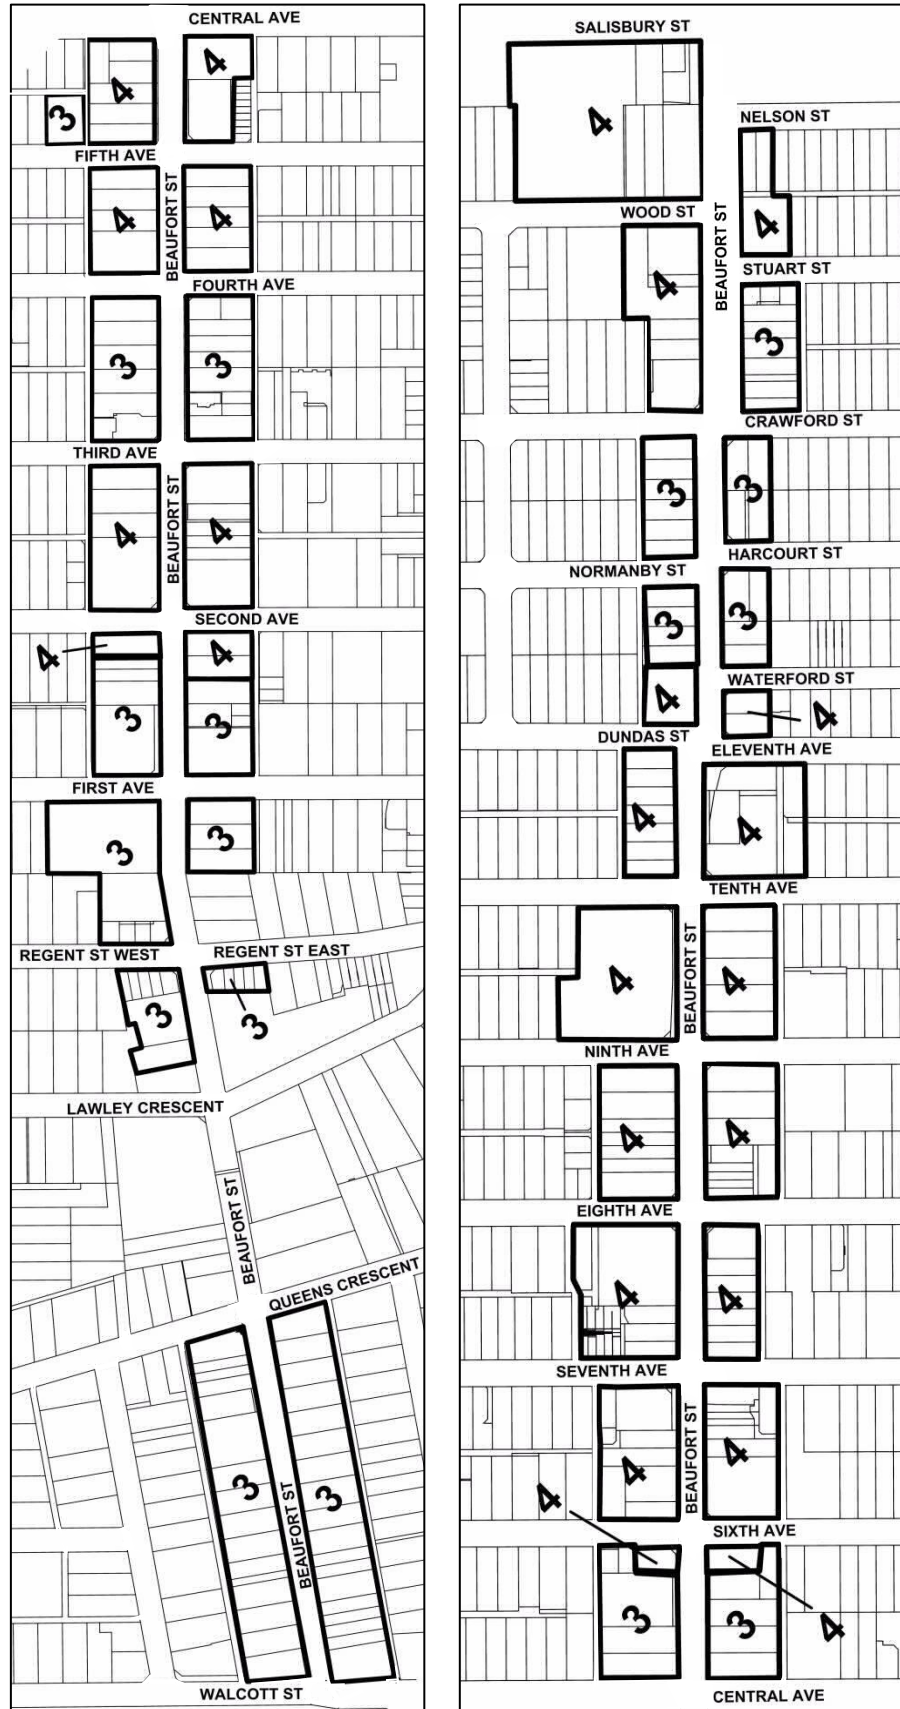 CENTRAL AVE
4
4
3
FIFTH AVE
BEAUFORT ST
4
4
FOURTH AVE
3
3
THIRD AVE
BEAUFORT ST
4
4
SECOND AVE
4
4
3
3
FIRST AVE
3
3
REGENT ST WEST
REGENT ST EAST
3
3
LAWLEY CRESCENT
BEAUFORT ST
QUEENS CRESCENT
3
BEAUFORT ST
3
WALCOTT ST
SALISBURY ST
4
NELSON ST
WOOD ST
BEAUFORT ST
4
STUART ST
4
3
CRAWFORD ST
3
3
HARCOURT ST
NORMANBY ST
3
3
WATERFORD ST
4
4
DUNDAS ST
ELEVENTH AVE
4
4
TENTH AVE
4
BEAUFORT ST
4
NINTH AVE
4
4
EIGHTH AVE
4
4
SEVENTH AVE
BEAUFORT ST
4
4
4
SIXTH AVE
3
3
4
CENTRAL AVE